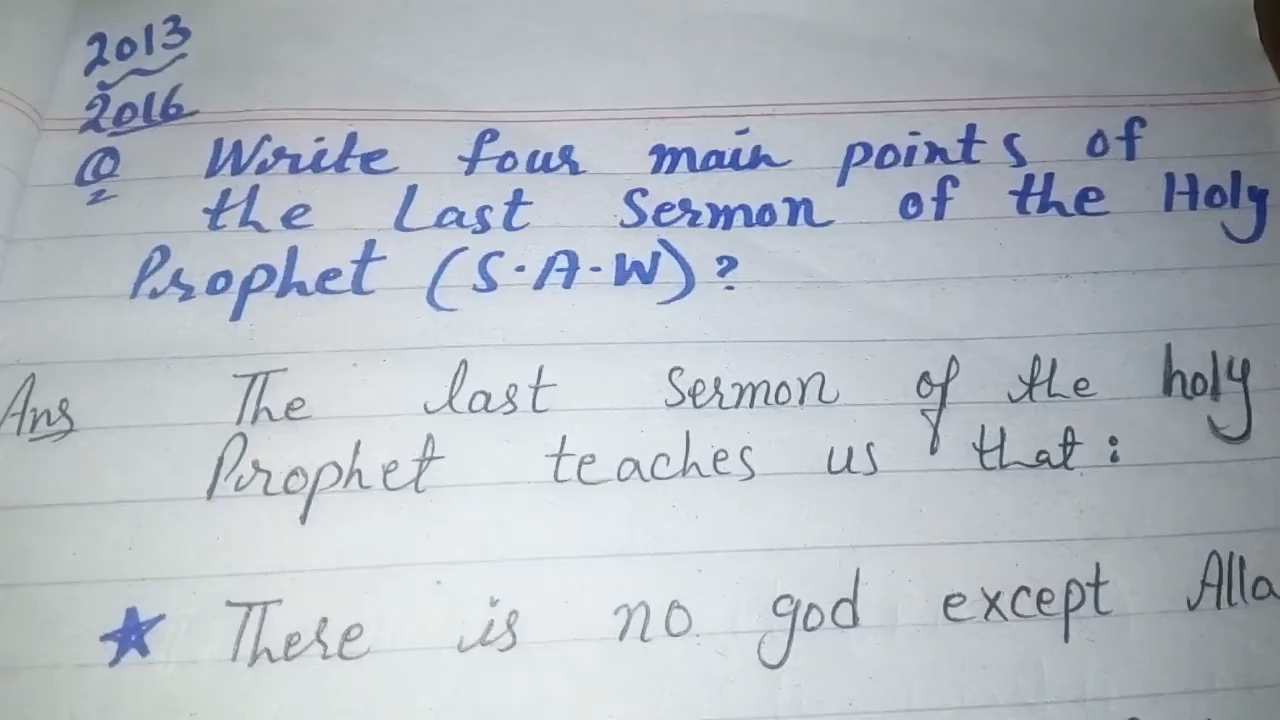 2013
2016
Q Write four main points of
the Last Sermon of the Holy
Prophet (S.A.W)?
Ans The last sermon of the holy
Prophet teaches us that:
★ There is no god except Alla